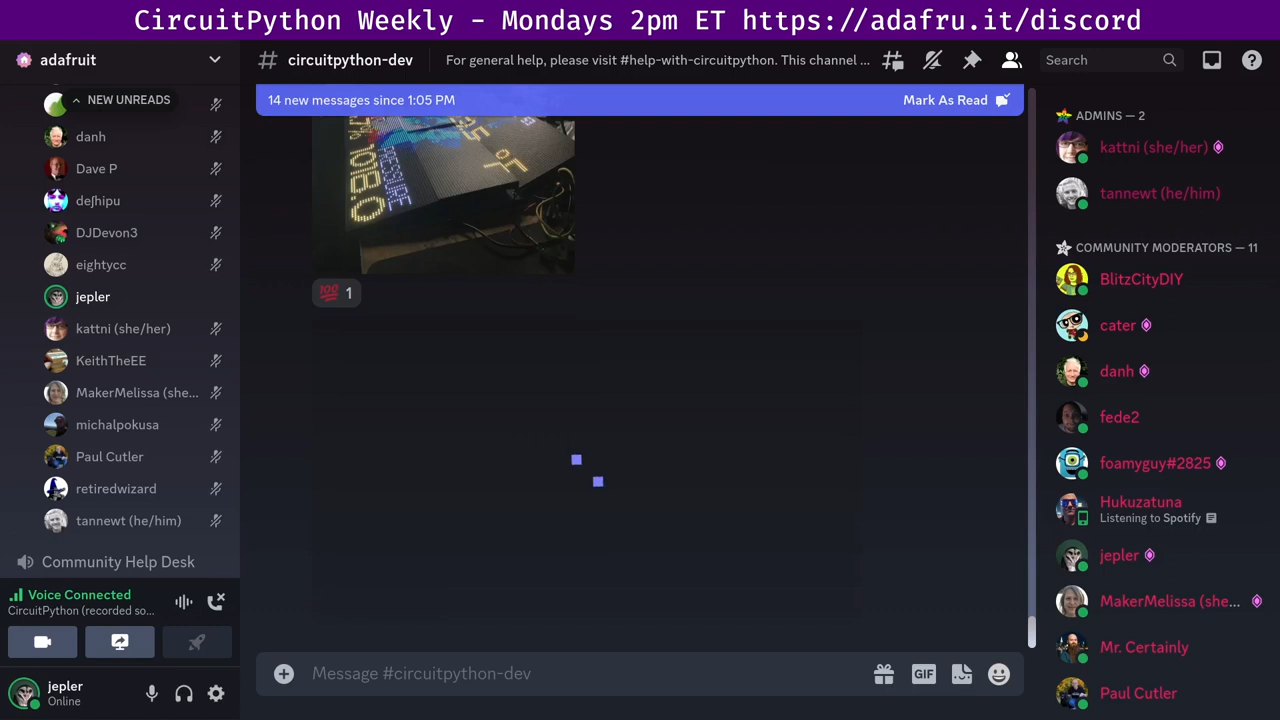 CircuitPython Weekly - Mondays 2pm ET https://adafru.it/discord
adafruit
circuitpython-dev
For general help, please visit #help-with-circuitpython. This channel ...
Search
NEW UNREADS
danh
Dave P
deʃhipu
DJDevon3
eightycc
jepler
kattni (she/her)
KeithTheEE
MakerMelissa (she...
michalpokusa
Paul Cutler
retiredwizard
tannewt (he/him)
Community Help Desk
Voice Connected
CircuitPython (recorded so...
jepler
Online
14 new messages since 1:05 PM
Mark As Read
DESIRE
°F
100 1
Message #circuitpython-dev
GIF
ADMINS — 2
kattni (she/her)
tannewt (he/him)
COMMUNITY MODERATORS — 11
BlitzCityDIY
cater
danh
fede2
foamyguy#2825
Hukuzatuna
Listening to Spotify
jepler
MakerMelissa (she...
Mr. Certainly
Paul Cutler